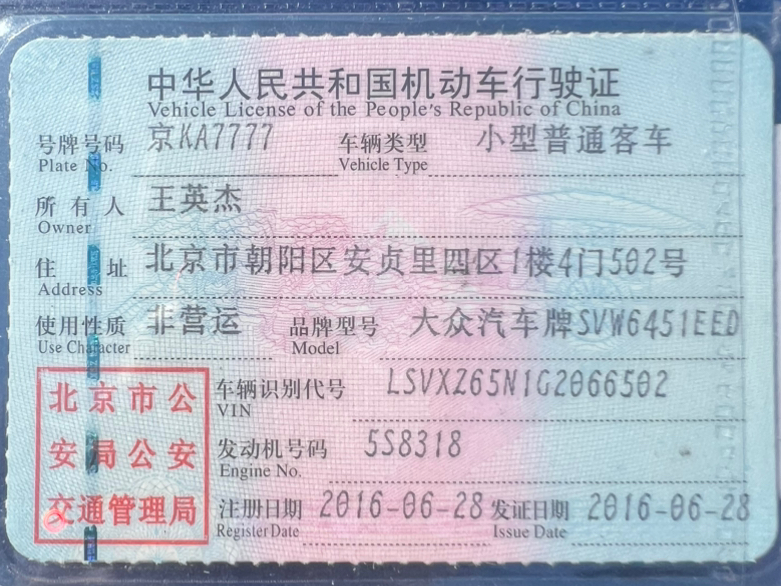 中华人民共和国机动车行驶证
Vehicle License of the People's Republic of China
号牌号码 京KA7777 车辆类型 小型普通客车
Plate No. Vehicle Type
所有人 王英杰
Owner
住址 北京市朝阳区安贞里四区1楼4门502号
Address
使用性质 非营运 品牌型号 大众汽车牌SVW6451EED
Use Character Model
北京市公
安局公安
交通管理局
车辆识别代号 LSVXZ65N1G2066502
VIN
发动机号码 5S8318
Engine No.
注册日期 2016-06-28 发证日期 2016-06-28
Register Date Issue Date